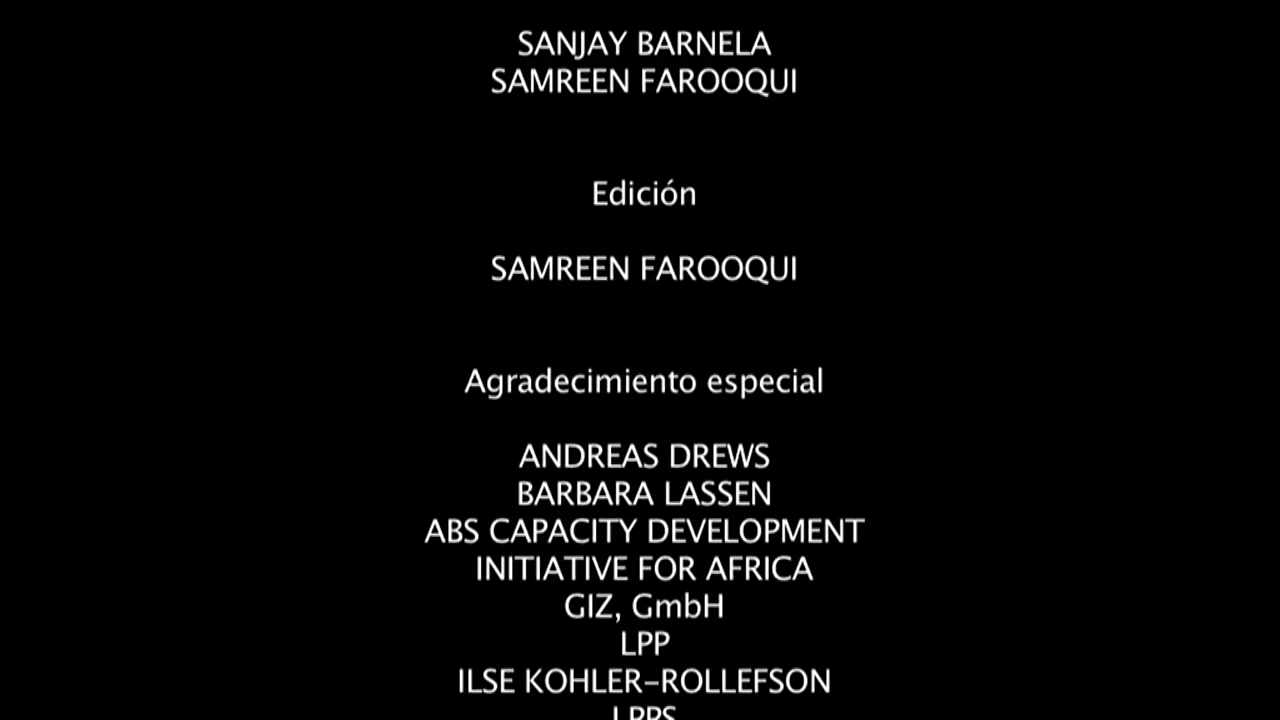 SANJAY BARNELA
SAMREEN FAROOQUI
Edición
SAMREEN FAROOQUI
Agradecimiento especial
ANDREAS DREWS
BARBARA LASSEN
ABS CAPACITY DEVELOPMENT
INITIATIVE FOR AFRICA
GIZ, GmbH
LPP
ILSE KOHLER-ROLLEFSON
LPPS